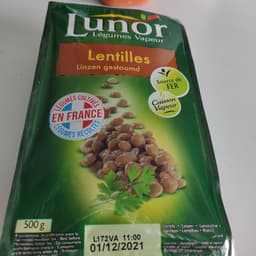 Lunor
Légumes Vapeur
Lentilles
Linzen gestoomd
Source de
FER
Cuisson
Vapeur
LÉGUMES CULTIVÉS
EN FRANCE
LÉGUMES RÉCOLTÉS
500g
L172VA 11:00
01/12/2021